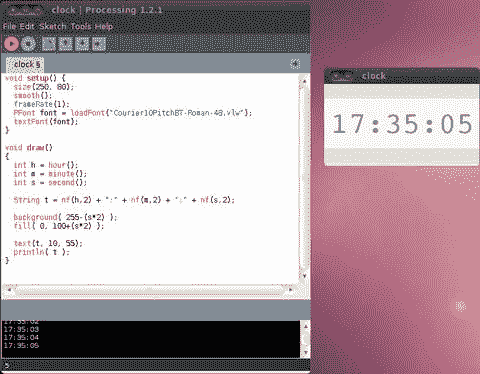 clock | Processing 1.2.1
File Edit Sketch Tools Help
clock §
void setup() {
  size(250, 80);
  smooth();
  frameRate(1);
  PFont font = loadFont("Courier10PitchBT-Roman-48.vlw");
  textFont(font);
}
void draw()
{
  int h = hour();
  int m = minute();
  int s = second();
  String t = nf(h,2) + ":" + nf(m,2) + ":" + nf(s,2);
  background( 255-(s*2) );
  fill( 0, 100+(s*2) );
  text(t, 10, 55);
  println( t );
}
17:35:02
17:35:03
17:35:04
17:35:05
5
clock
17:35:05